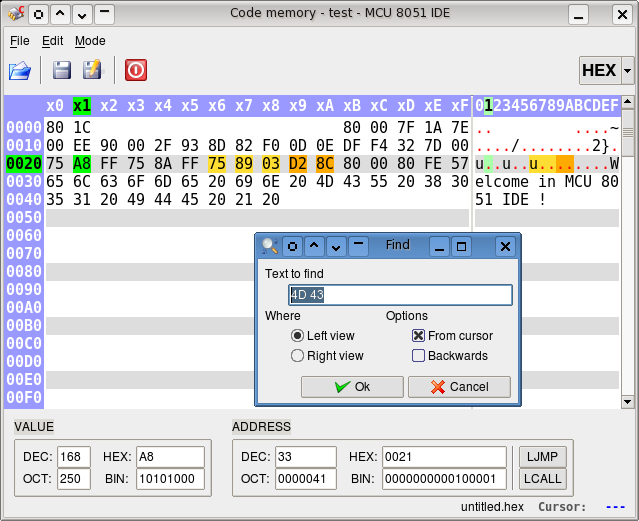 Code memory - test - MCU 8051 IDE
File Edit Mode
HEX
x0 x1 x2 x3 x4 x5 x6 x7 x8 x9 xA xB xC xD xE xF 0123456789ABCDEF
0000 80 1C 80 00 7F 1A 7E .. ....~
0010 00 EE 90 00 2F 93 8D 82 F0 0D 0E DF F4 32 7D 00 ..../........2}.
0020 75 A8 FF 75 8A FF 75 89 03 D2 8C 80 00 80 FE 57 u..u..u........W
0030 65 6C 63 6F 6D 65 20 69 6E 20 4D 43 55 20 38 30 elcome in MCU 80
0040 35 31 20 49 44 45 20 21 20 51 IDE !
0050
0060
0070
0080
0090
00A0
00B0
00C0
00D0
00E0
00F0
Find
Text to find
4D 43
Where Options
Left view From cursor
Right view Backwards
Ok Cancel
VALUE ADDRESS
DEC: 168 HEX: A8 DEC: 33 HEX: 0021 LJMP
OCT: 250 BIN: 10101000 OCT: 0000041 BIN: 0000000000100001 LCALL
untitled.hex Cursor: ---